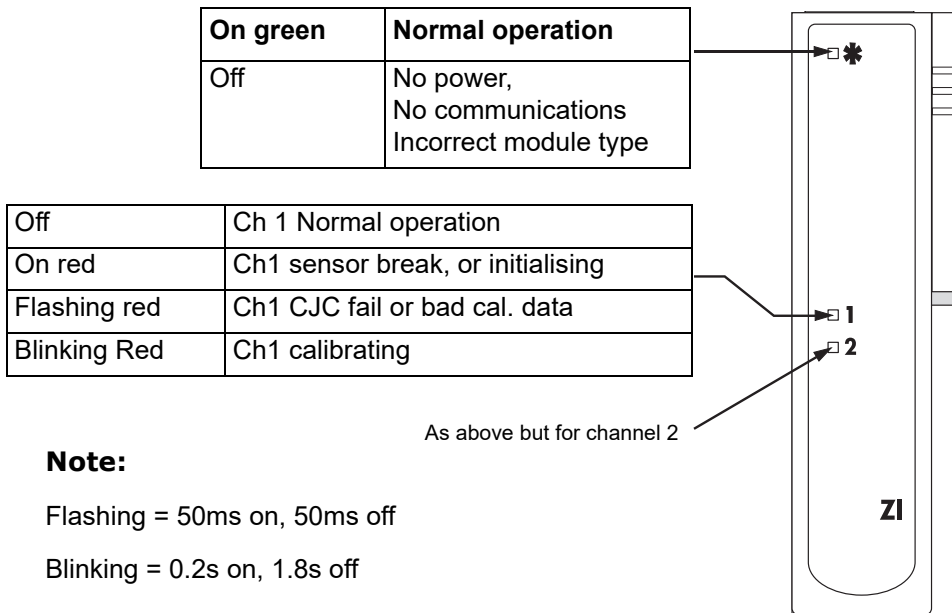 On green Normal operation
Off No power,
No communications
Incorrect module type
✱
Off Ch 1 Normal operation
On red Ch1 sensor break, or initialising
Flashing red Ch1 CJC fail or bad cal. data
Blinking Red Ch1 calibrating
1
2
As above but for channel 2
Note:
Flashing = 50ms on, 50ms off
Blinking = 0.2s on, 1.8s off
ZI